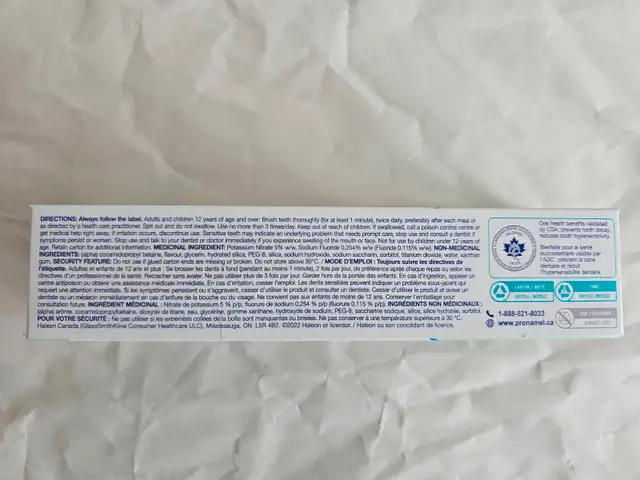 DIRECTIONS: Always follow the label. Adults and children 12 years of age and over: Brush teeth thoroughly (for at least 1 minute), twice daily, preferably after each meal or
as directed by a health care practitioner. Spit out and do not swallow. Use no more than 3 times/day. Keep out of reach of children. If swallowed, call a poison control centre or
get medical help right away. If irritation occurs, discontinue use. Sensitive teeth may indicate an underlying problem that needs prompt care, stop use and consult a dentist if
symptoms persist or worsen. Stop use and talk to your dentist or doctor immediately if you experience swelling of the mouth or face. Not for use by children under 12 years of
age. Retain carton for additional information. MEDICINAL INGREDIENT: Potassium Nitrate 5% w/w, Sodium Fluoride 0.254% w/w (Fluoride 0.115% w/w). NON-MEDICINAL
INGREDIENTS: (alpha) cocamidopropyl betaine, flavour, glycerin, hydrated silica, PEG-8, silica, sodium hydroxide, sodium saccharin, sorbitol, titanium dioxide, water, xanthan
gum. SECURITY FEATURE: Do not use if glued carton ends are missing or broken. Do not store above 30°C. / MODE D'EMPLOI : Toujours suivre les directives de
l'étiquette. Adultes et enfants de 12 ans et plus : Se brosser les dents à fond (pendant au moins 1 minute), 2 fois par jour, de préférence après chaque repas ou selon les
directives d'un professionnel de la santé. Recracher sans avaler. Ne pas utiliser plus de 3 fois par jour. Garder hors de la portée des enfants. En cas d'ingestion, appeler un
centre antipoison ou obtenir une assistance médicale immédiate. En cas d'irritation, cesser l'emploi. Les dents sensibles peuvent indiquer un problème sous-jacent qui
requiert une attention immédiate. Si les symptômes persistent ou s'aggravent, cesser d'utiliser le produit et consulter un dentiste. Cesser d'utiliser le produit et aviser un
dentiste ou un médecin immédiatement en cas d'enflure de la bouche ou du visage. Ne convient pas aux enfants de moins de 12 ans. Conserver l'emballage pour
consultation future. INGRÉDIENT MÉDICINAL : Nitrate de potassium 5 % p/p, fluorure de sodium 0,254 % p/p (fluorure 0,115 % p/p). INGRÉDIENTS NON MÉDICINAUX :
(alpha) arôme, cocamidopropylbétaïne, dioxyde de titane, eau, glycérine, gomme xanthane, hydroxyde de sodium, PEG-8, saccharine sodique, silice, silice hydratée, sorbitol.
POUR VOTRE SÉCURITÉ : Ne pas utiliser si les extrémités collées de la boîte sont manquantes ou brisées. Ne pas conserver à une température supérieure à 30 °C.
Haleon Canada (GlaxoSmithKline Consumer Healthcare ULC), Mississauga, ON L5R 4B2. ©2022 Haleon or licensor. / Haleon ou son concédant de licence.
Oral health benefits validated
by CDA: prevents tooth decay,
reduces tooth hypersensitivity.
Bienfaits pour la santé
buccodentaire validés par
l'ADC : prévient la carie
dentaire et réduit
l'hypersensibilité dentaire.
CARTON / BOÎTE
TUBE
1-888-521-8033
www.pronamel.ca